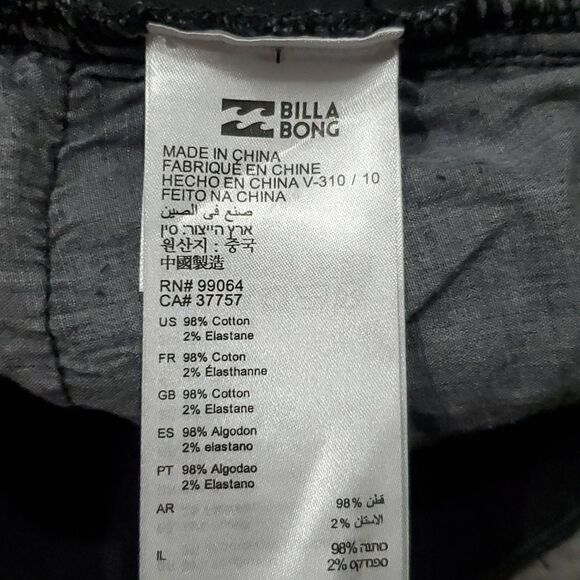 BILLA
BONG
MADE IN CHINA
FABRIQUÉ EN CHINE
HECHO EN CHINA V-310 / 10
FEITO NA CHINA
صنع في الصين
ארץ הייצור: סין
원산지 : 중국
中國製造
RN# 99064
CA# 37757
US 98% Cotton
2% Elastane
FR 98% Coton
2% Élasthanne
GB 98% Cotton
2% Elastane
ES 98% Algodon
2% elastano
PT 98% Algodao
2% Elastano
AR 98% قطن
2% الاستان
IL 98% כותנה
2% ספנדקס